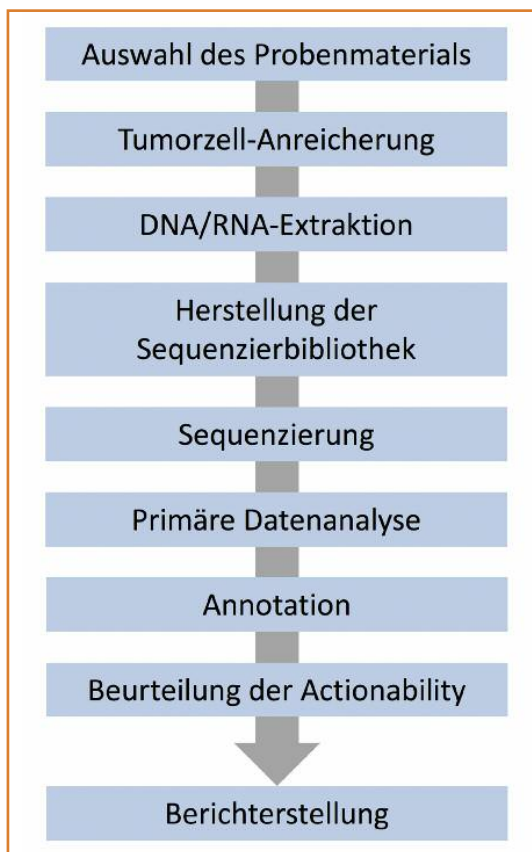 Auswahl des Probenmaterials
Tumorzell-Anreicherung
DNA/RNA-Extraktion
Herstellung der
Sequenzierbibliothek
Sequenzierung
Primäre Datenanalyse
Annotation
Beurteilung der Actionability
Berichterstellung